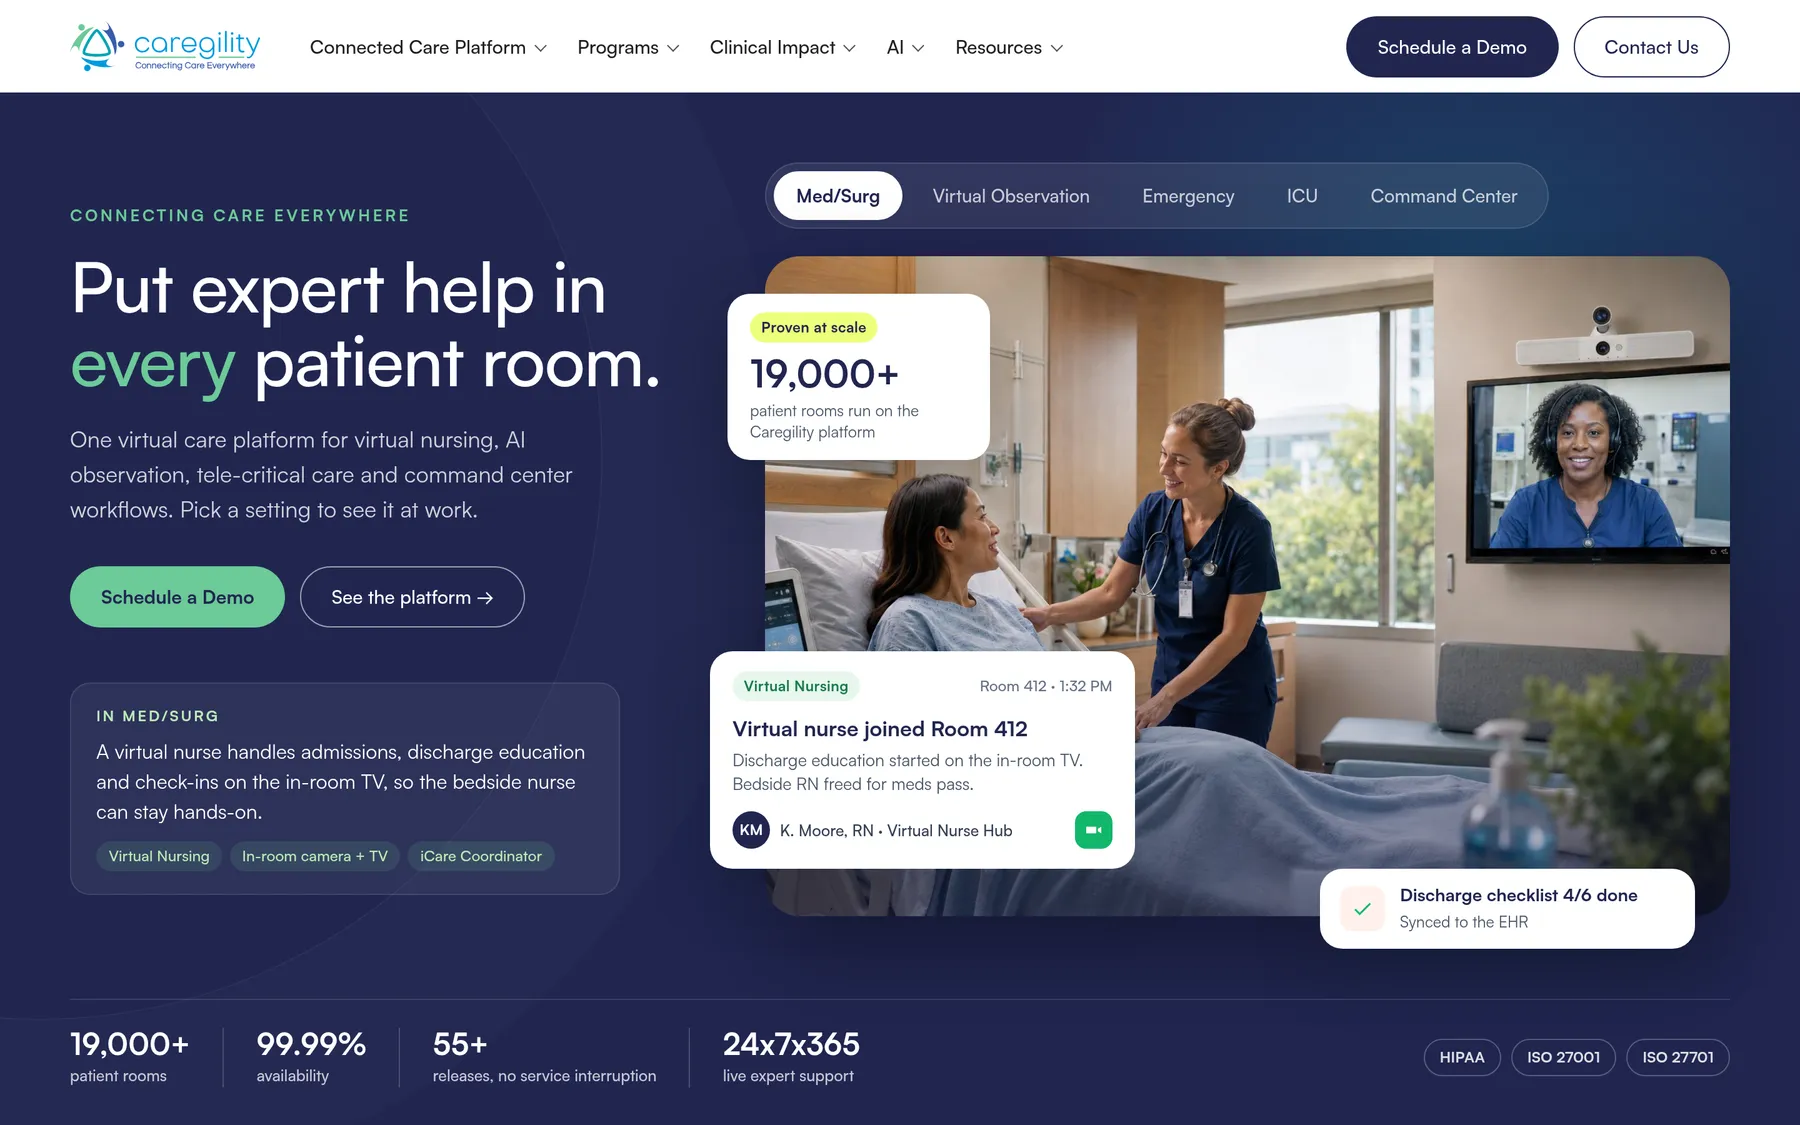 caregility
Connecting Care Everywhere
Connected Care Platform
Programs
Clinical Impact
AI
Resources
Schedule a Demo
Contact Us
CONNECTING CARE EVERYWHERE
Put expert help in
every patient room.
One virtual care platform for virtual nursing, AI
observation, tele-critical care and command center
workflows. Pick a setting to see it at work.
Schedule a Demo
See the platform →
IN MED/SURG
A virtual nurse handles admissions, discharge education
and check-ins on the in-room TV, so the bedside nurse
can stay hands-on.
Virtual Nursing
In-room camera + TV
iCare Coordinator
Med/Surg
Virtual Observation
Emergency
ICU
Command Center
Proven at scale
19,000+
patient rooms run on the
Caregility platform
Virtual Nursing
Room 412 · 1:32 PM
Virtual nurse joined Room 412
Discharge education started on the in-room TV.
Bedside RN freed for meds pass.
KM
K. Moore, RN · Virtual Nurse Hub
Discharge checklist 4/6 done
Synced to the EHR
19,000+
patient rooms
99.99%
availability
55+
releases, no service interruption
24x7x365
live expert support
HIPAA
ISO 27001
ISO 27701